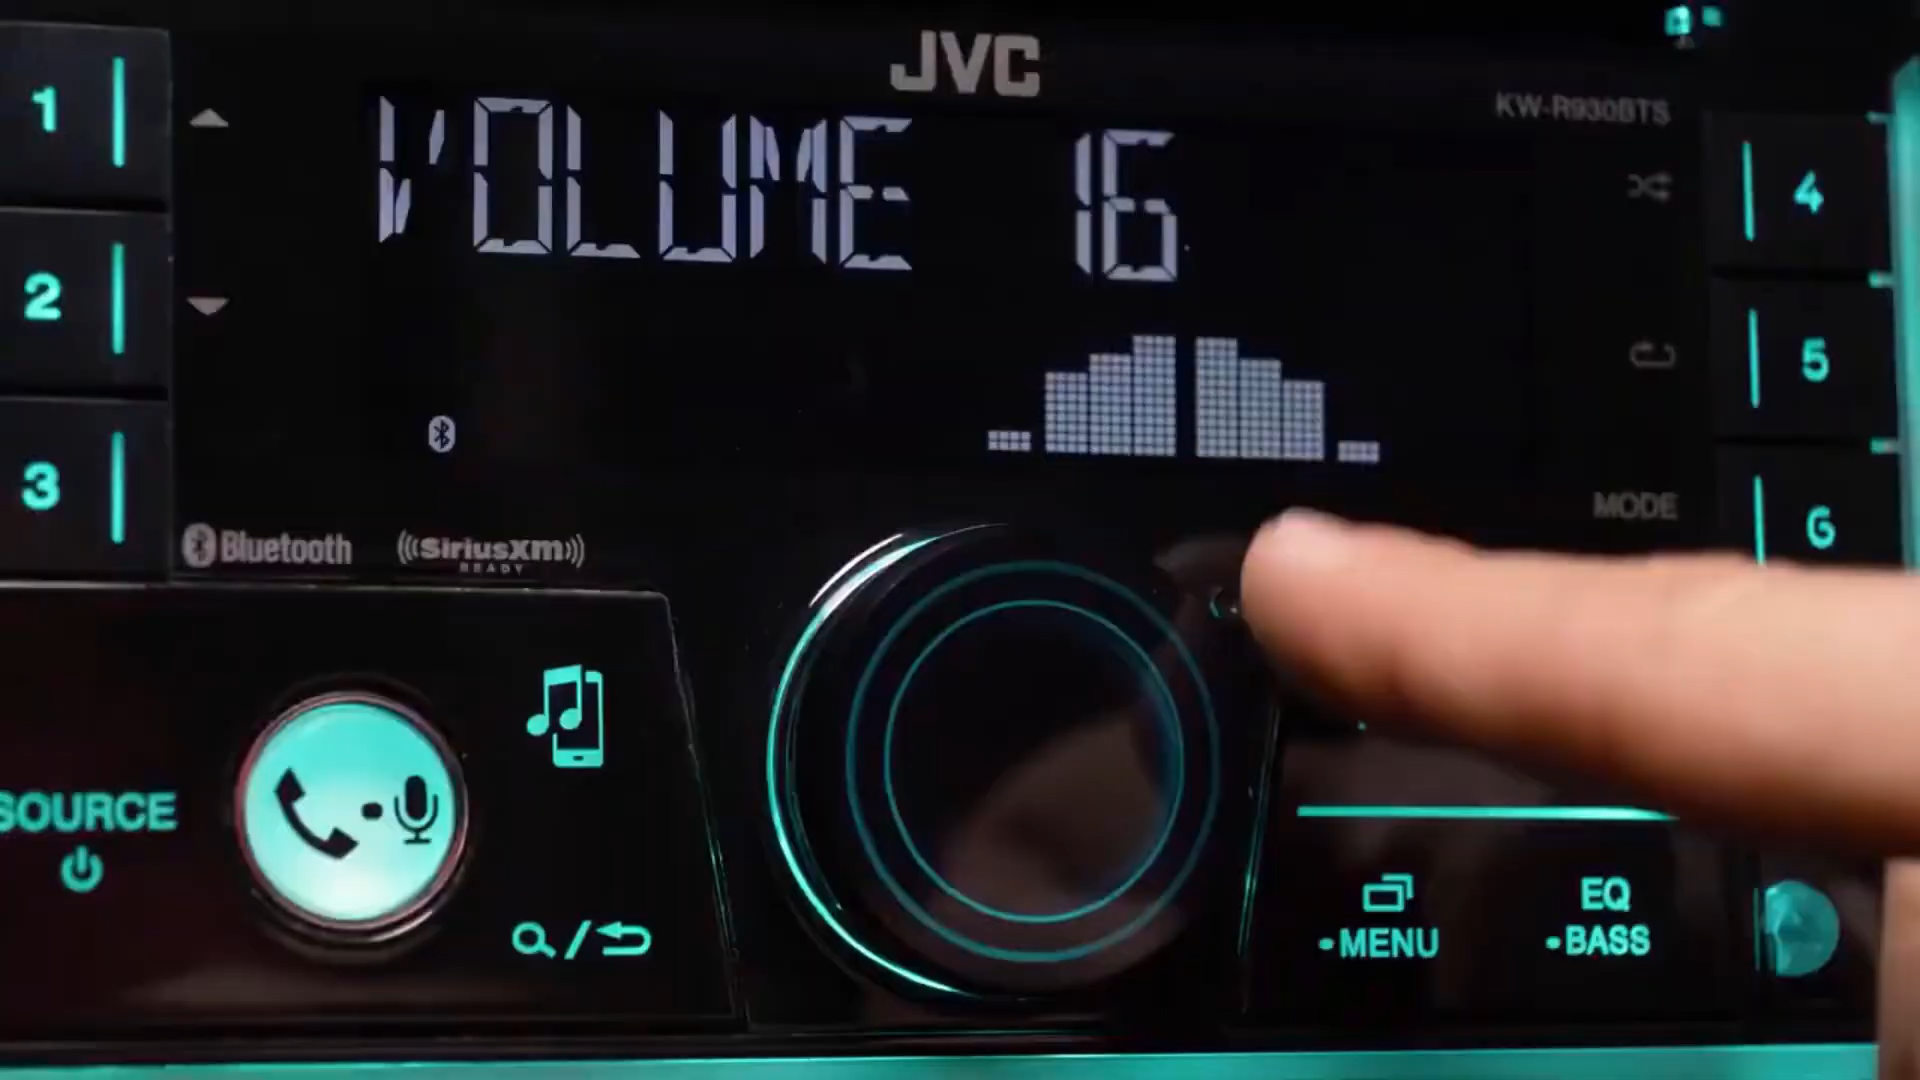 JVC
KW-R930BTS
VOLUME 16
1
2
3
4
5
6
MODE
Bluetooth
SiriusXm
READY
SOURCE
MENU
EQ
BASS